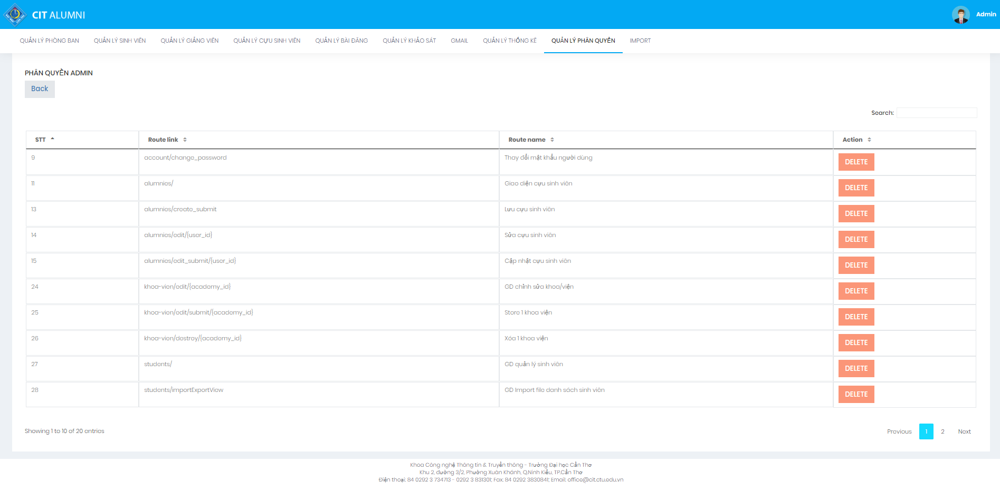 CIT ALUMNI
Admin
QUẢN LÝ PHÒNG BAN QUẢN LÝ SINH VIÊN QUẢN LÝ GIẢNG VIÊN QUẢN LÝ CỰU SINH VIÊN QUẢN LÝ BÀI ĐĂNG QUẢN LÝ KHẢO SÁT GMAIL QUẢN LÝ THỐNG KÊ QUẢN LÝ PHÂN QUYỀN IMPORT
PHÂN QUYỀN ADMIN
Back
Search:
STT Route link Route name Action
9 account/change_password Thay đổi mật khẩu người dùng DELETE
11 alumnies/ Giao diện cựu sinh viên DELETE
13 alumnies/create_submit Lưu cựu sinh viên DELETE
14 alumnies/edit/{user_id} Sửa cựu sinh viên DELETE
15 alumnies/edit_submit/{user_id} Cập nhật cựu sinh viên DELETE
24 khoa-vien/edit/{academy_id} GD chỉnh sửa khoa/viện DELETE
25 khoa-vien/edit/submit/{academy_id} Store 1 khoa viện DELETE
26 khoa-vien/destroy/{academy_id} Xóa 1 khoa viện DELETE
27 students/ GD quản lý sinh viên DELETE
28 students/importExportView GD Import file danh sách sinh viên DELETE
Showing 1 to 10 of 20 entries
Previous 1 2 Next
Khoa Công nghệ Thông tin & Truyền thông - Trường Đại học Cần Thơ
Khu 2, đường 3/2, Phường Xuân Khánh, Q.Ninh Kiều, TP.Cần Thơ
Điện thoại: 84 0292 3 734713 - 0292 3 831301; Fax: 84 0292 3830841; Email: office@cit.ctu.edu.vn